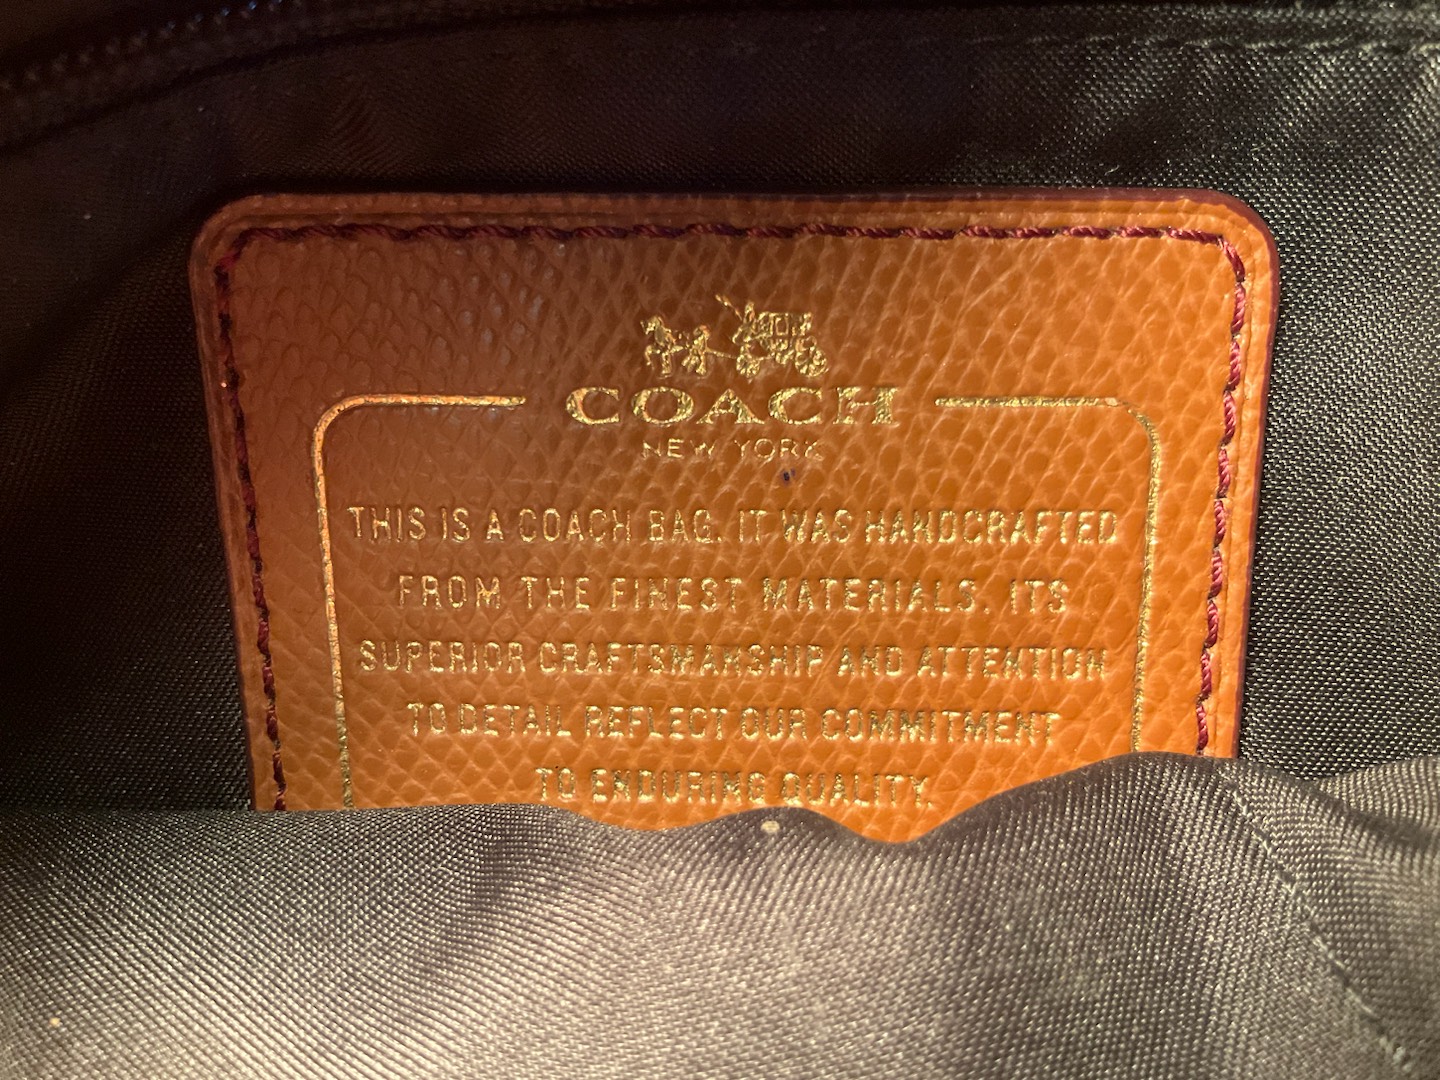 COACH
NEW YORK
THIS IS A COACH BAG. IT WAS HANDCRAFTED
FROM THE FINEST MATERIALS. ITS
SUPERIOR CRAFTSMANSHIP AND ATTENTION
TO DETAIL REFLECT OUR COMMITMENT
TO ENDURING QUALITY.